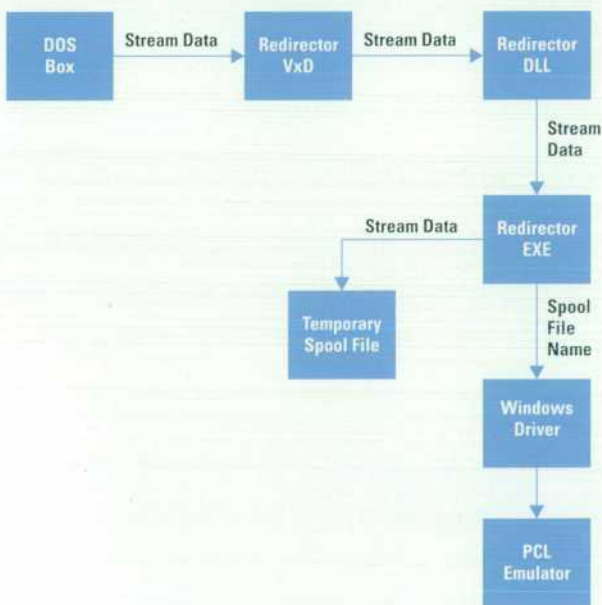 DOS
Box
Stream Data
Redirector
VxD
Stream Data
Redirector
DLL
Stream
Data
Stream Data
Redirector
EXE
Temporary
Spool File
Spool
File
Name
Windows
Driver
PCL
Emulator